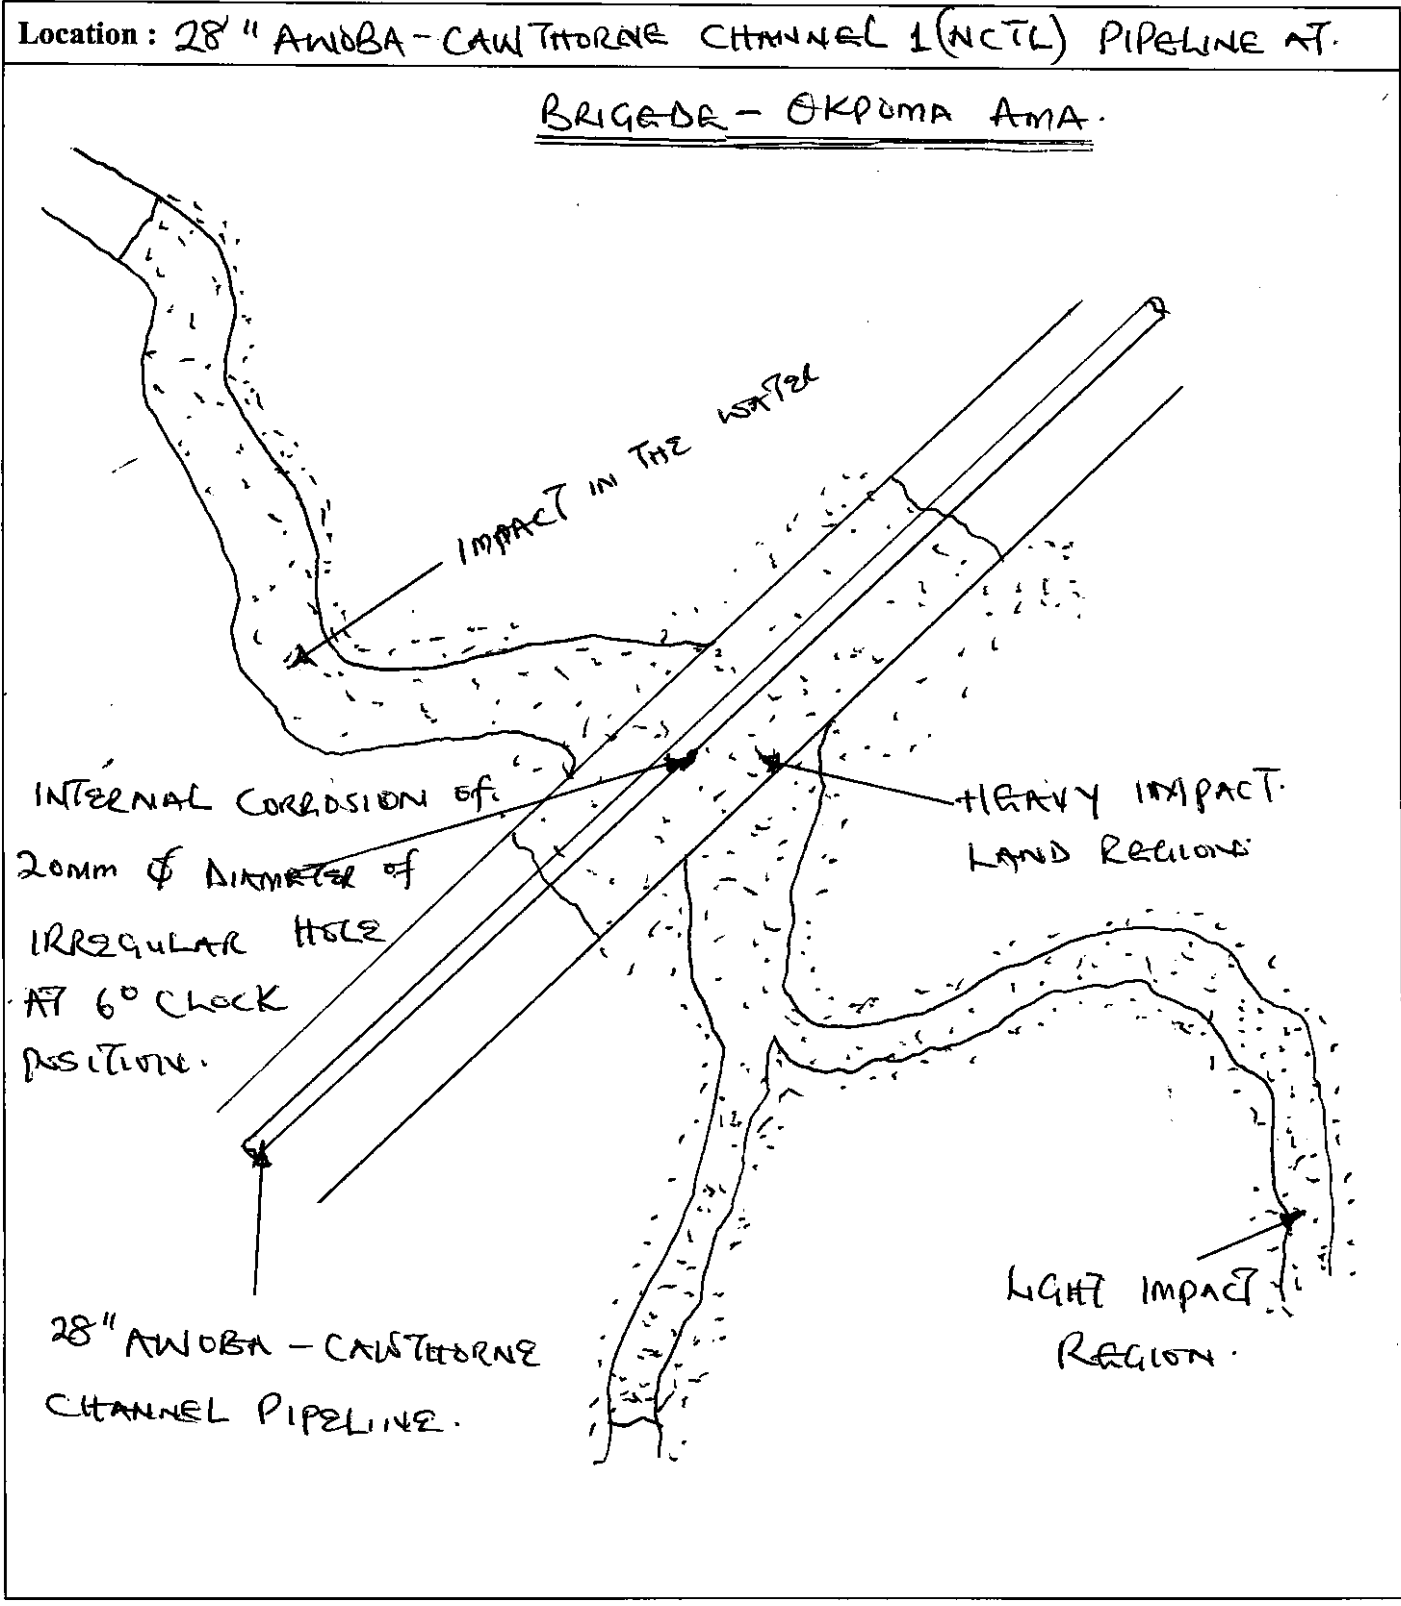 Location : 28" AWOBA - CAWTHORNE CHANNEL 1 (NCTL) PIPELINE AT.
BRIGEDE - OKPOMA AMA.
IMPACT IN THE WATER
INTERNAL CORROSION OF.
20mm ϕ DIAMETER OF
IRREGULAR HOLE
AT 6° CLOCK
POSITION.
HEAVY IMPACT.
LAND REGIONS
28" AWOBA - CAWTHORNE
CHANNEL PIPELINE.
LIGHT IMPACT
REGION.